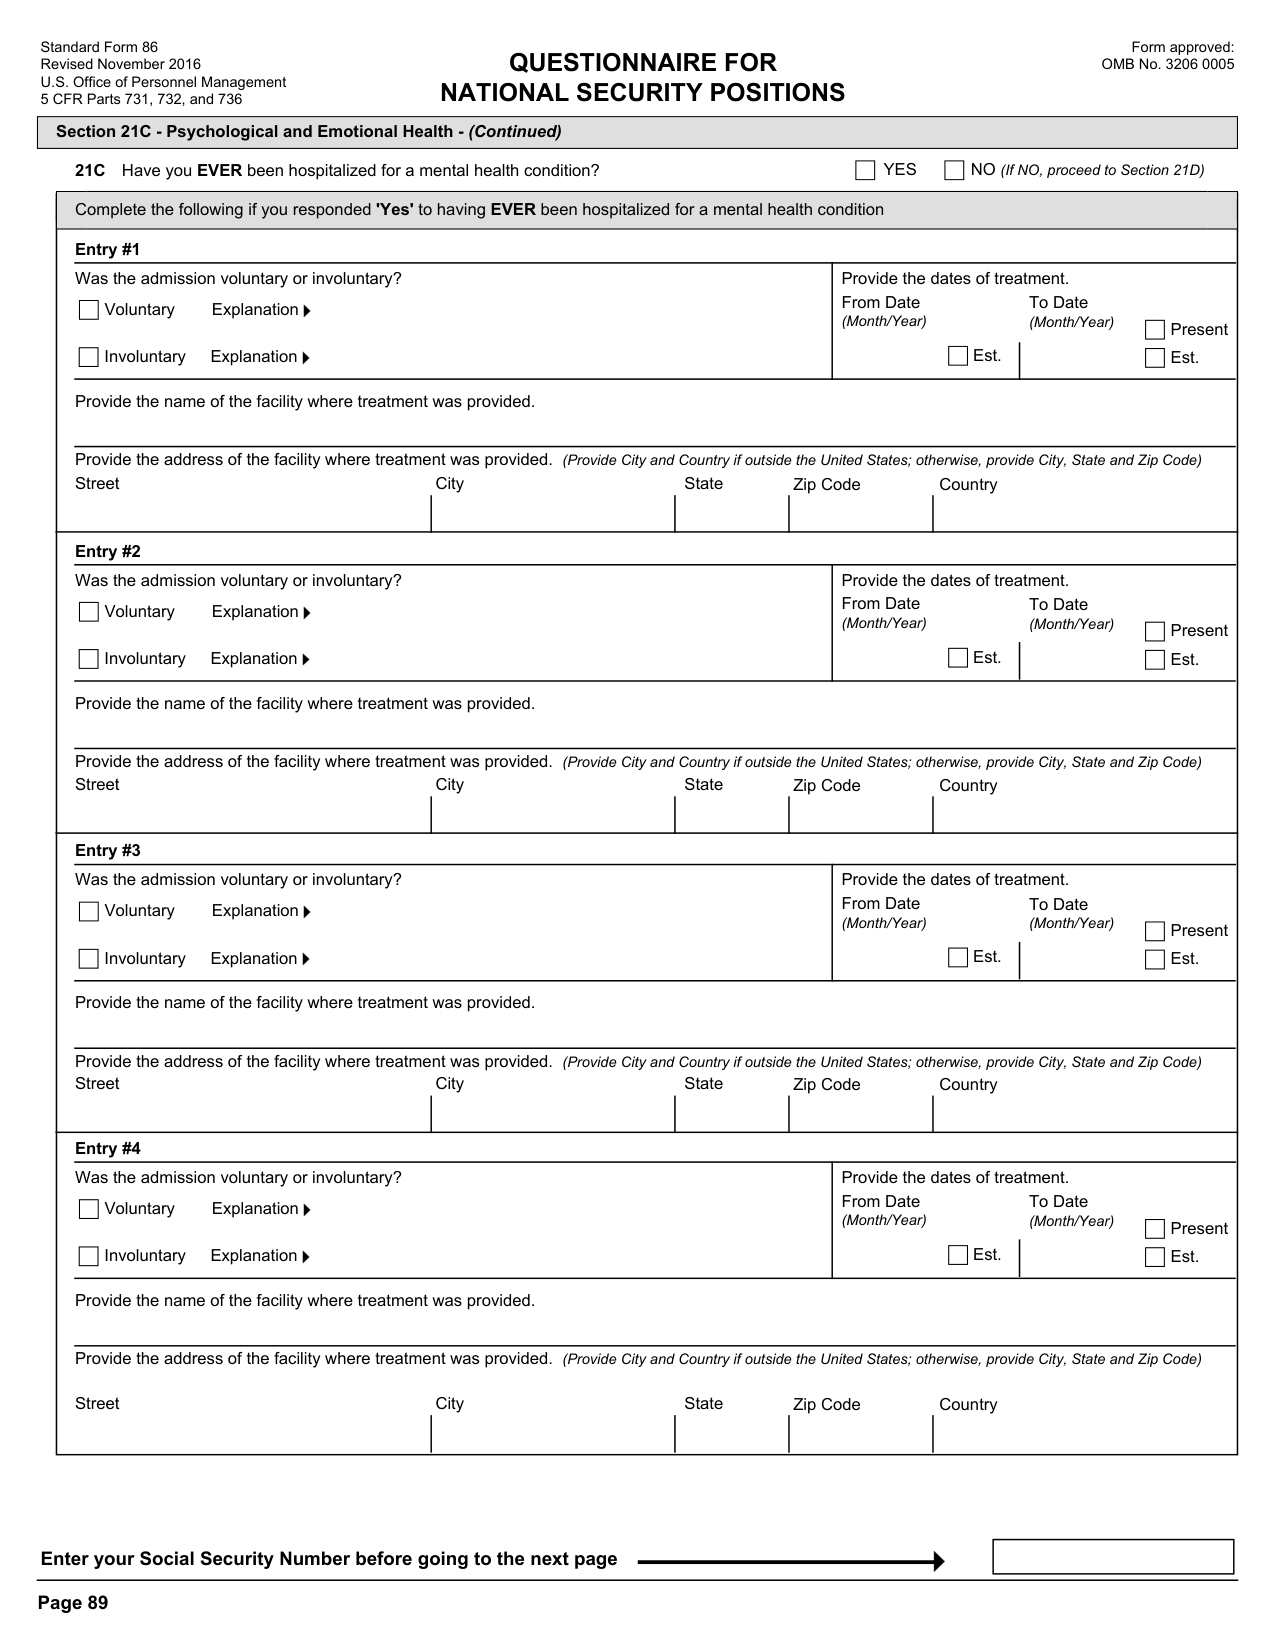 Standard Form 86
Revised November 2016
U.S. Office of Personnel Management
5 CFR Parts 731, 732, and 736
QUESTIONNAIRE FOR
NATIONAL SECURITY POSITIONS
Form approved:
OMB No. 3206 0005
Section 21C - Psychological and Emotional Health - (Continued)
21C Have you EVER been hospitalized for a mental health condition? YES NO (If NO, proceed to Section 21D)
Complete the following if you responded 'Yes' to having EVER been hospitalized for a mental health condition
Entry #1
Was the admission voluntary or involuntary?
Voluntary Explanation
Involuntary Explanation
Provide the dates of treatment.
From Date To Date
(Month/Year) (Month/Year)
Present
Est. Est.
Provide the name of the facility where treatment was provided.
Provide the address of the facility where treatment was provided. (Provide City and Country if outside the United States; otherwise, provide City, State and Zip Code)
Street City State Zip Code Country
Entry #2
Was the admission voluntary or involuntary?
Voluntary Explanation
Involuntary Explanation
Provide the dates of treatment.
From Date To Date
(Month/Year) (Month/Year)
Present
Est. Est.
Provide the name of the facility where treatment was provided.
Provide the address of the facility where treatment was provided. (Provide City and Country if outside the United States; otherwise, provide City, State and Zip Code)
Street City State Zip Code Country
Entry #3
Was the admission voluntary or involuntary?
Voluntary Explanation
Involuntary Explanation
Provide the dates of treatment.
From Date To Date
(Month/Year) (Month/Year)
Present
Est. Est.
Provide the name of the facility where treatment was provided.
Provide the address of the facility where treatment was provided. (Provide City and Country if outside the United States; otherwise, provide City, State and Zip Code)
Street City State Zip Code Country
Entry #4
Was the admission voluntary or involuntary?
Voluntary Explanation
Involuntary Explanation
Provide the dates of treatment.
From Date To Date
(Month/Year) (Month/Year)
Present
Est. Est.
Provide the name of the facility where treatment was provided.
Provide the address of the facility where treatment was provided. (Provide City and Country if outside the United States; otherwise, provide City, State and Zip Code)
Street City State Zip Code Country
Enter your Social Security Number before going to the next page
Page 89